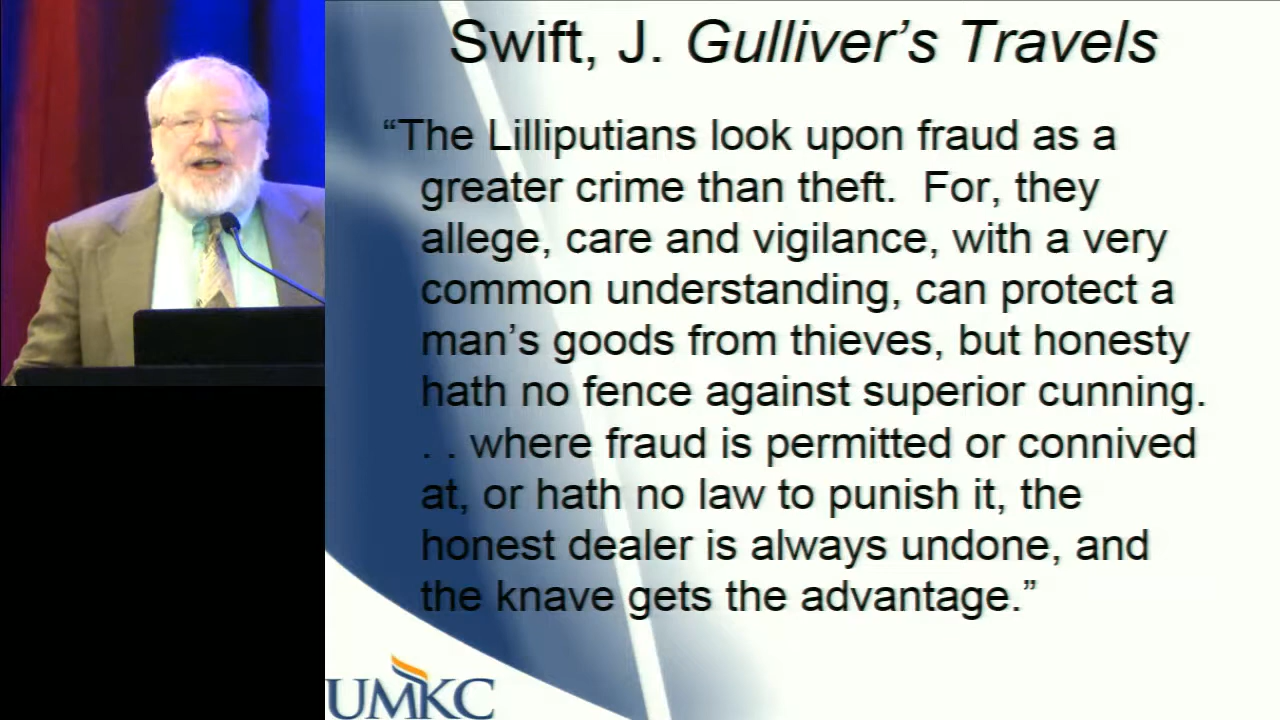 Swift, J. Gulliver’s Travels
“The Lilliputians look upon fraud as a
greater crime than theft.  For, they
allege, care and vigilance, with a very
common understanding, can protect a
man’s goods from thieves, but honesty
hath no fence against superior cunning.
. . where fraud is permitted or connived
at, or hath no law to punish it, the
honest dealer is always undone, and
the knave gets the advantage.”
UMKC